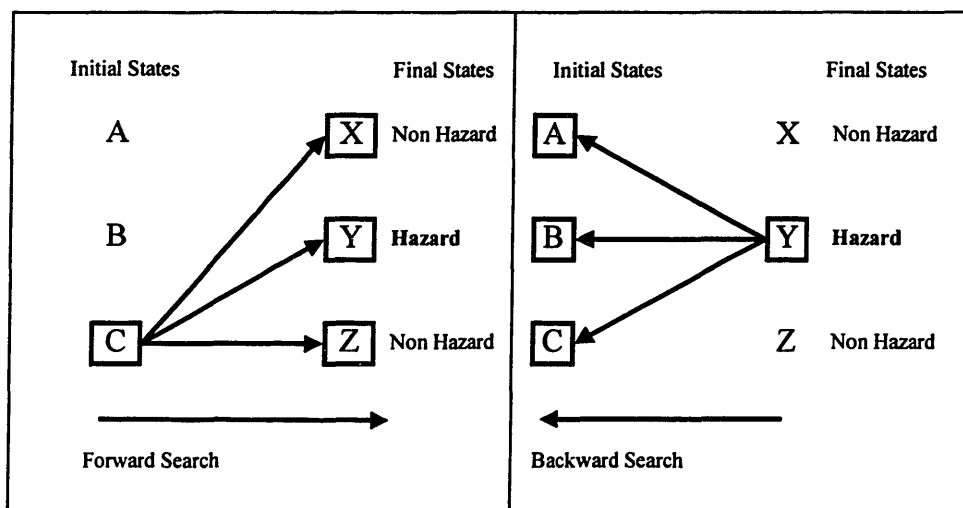 Initial States Final States
A X Non Hazard
B Y Hazard
C Z Non Hazard
Forward Search
Initial States Final States
A X Non Hazard
B Y Hazard
C Z Non Hazard
Backward Search